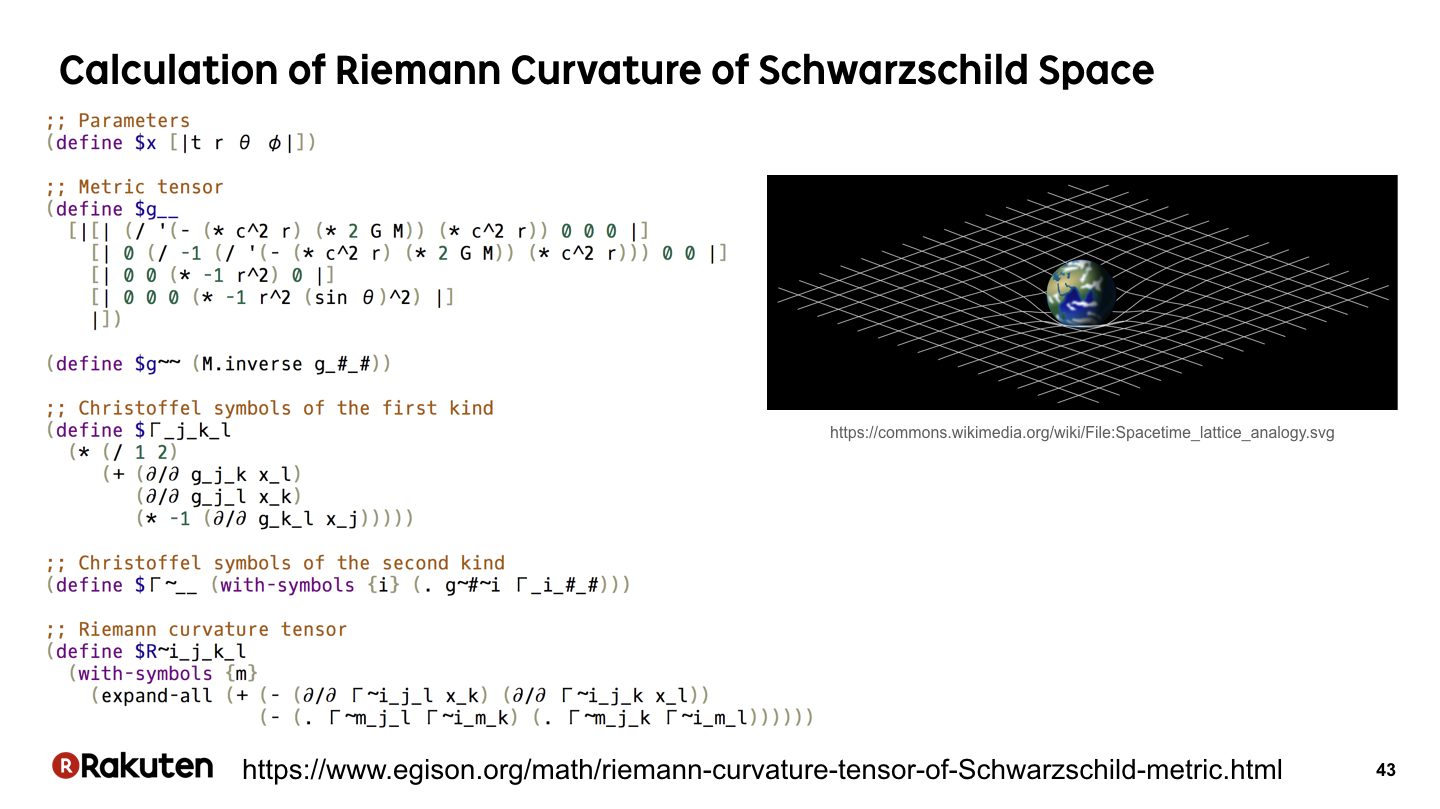 Calculation of Riemann Curvature of Schwarzschild Space
;; Parameters
(define $x [|t r θ φ|])
;; Metric tensor
(define $g__
[|[| (/ '(- (* c^2 r) (* 2 G M)) (* c^2 r)) 0 0 0 |]
[| 0 (/ -1 (/ '(- (* c^2 r) (* 2 G M)) (* c^2 r))) 0 0 |]
[| 0 0 (* -1 r^2) 0 |]
[| 0 0 0 (* -1 r^2 (sin θ)^2) |]
|])
(define $g~~ (M.inverse g_#_#))
;; Christoffel symbols of the first kind
(define $Γ_j_k_l
(* (/ 1 2)
(+ (∂/∂ g_j_k x_l)
(∂/∂ g_j_l x_k)
(* -1 (∂/∂ g_k_l x_j)))))
;; Christoffel symbols of the second kind
(define $Γ~__ (with-symbols {i} (. g~#~i Γ_i_#_#)))
;; Riemann curvature tensor
(define $R~i_j_k_l
(with-symbols {m}
(expand-all (+ (- (∂/∂ Γ~i_j_l x_k) (∂/∂ Γ~i_j_k x_l))
(- (. Γ~m_j_l Γ~i_m_k) (. Γ~m_j_k Γ~i_m_l))))))
https://commons.wikimedia.org/wiki/File:Spacetime_lattice_analogy.svg
R Rakuten
https://www.egison.org/math/riemann-curvature-tensor-of-Schwarzschild-metric.html
43